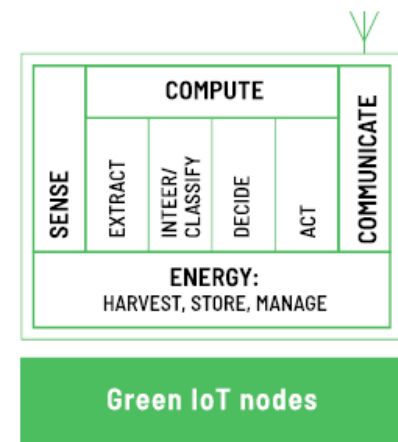 SENSE
COMPUTE
EXTRACT
INTEER/
CLASSIFY
DECIDE
ACT
COMMUNICATE
ENERGY:
HARVEST, STORE, MANAGE
Green IoT nodes